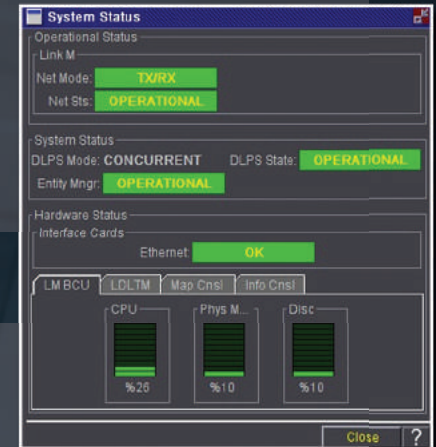 System Status
Operational Status
Link M
Net Mode: TX/RX
Net Sts: OPERATIONAL
System Status
DLPS Mode: CONCURRENT DLPS State: OPERATIONAL
Entity Mngr: OPERATIONAL
Hardware Status
Interface Cards
Ethernet: OK
LM BCU LDLTM Map Cnsl Info Cnsl
CPU Phys M... Disc
%26 %10 %10
Close ?